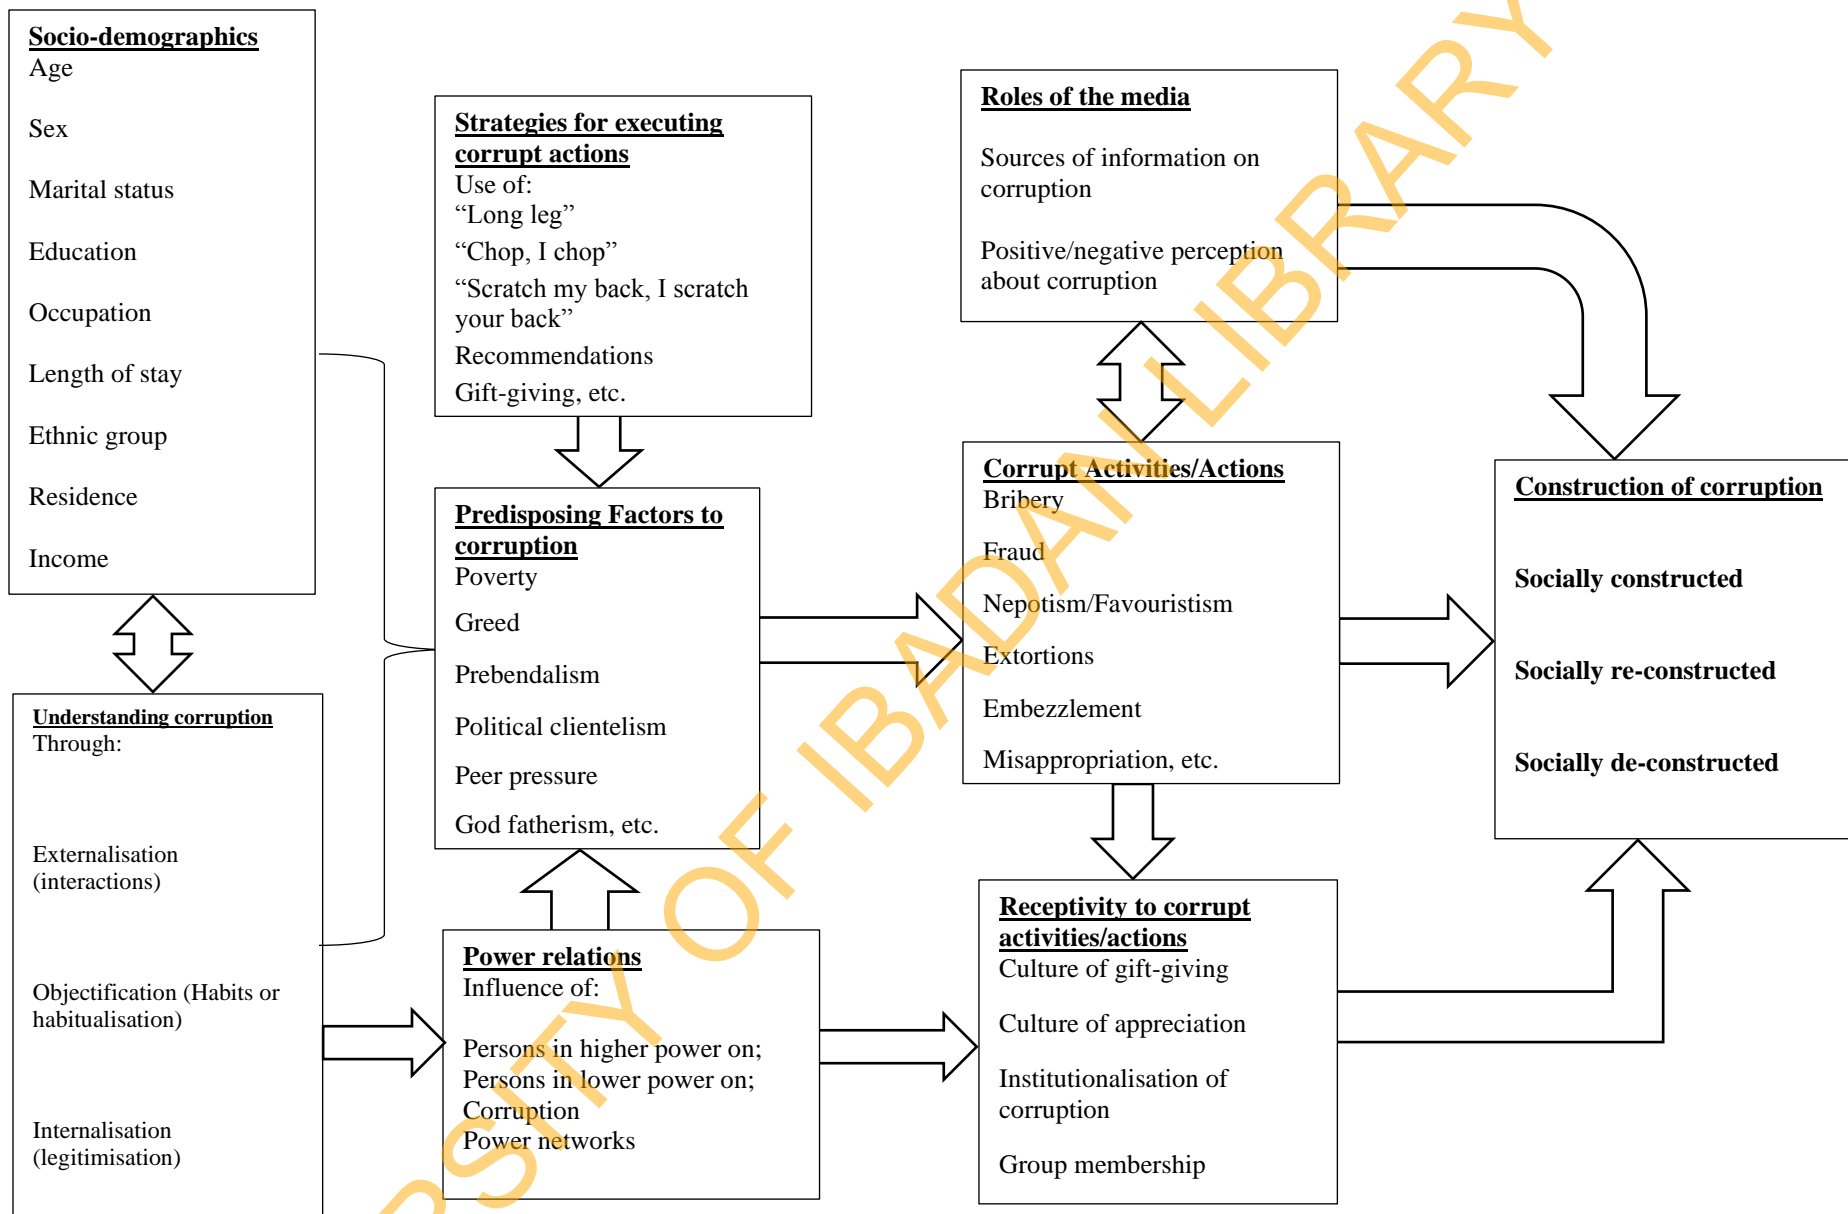 Socio-demographics
Age
Sex
Marital status
Education
Occupation
Length of stay
Ethnic group
Residence
Income
Understanding corruption
Through:
Externalisation
(interactions)
Objectification (Habits or
habitualisation)
Internalisation
(legitimisation)
Strategies for executing
corrupt actions
Use of:
“Long leg”
“Chop, I chop”
“Scratch my back, I scratch
your back”
Recommendations
Gift-giving, etc.
Predisposing Factors to
corruption
Poverty
Greed
Prebendalism
Political clientelism
Peer pressure
God fatherism, etc.
Power relations
Influence of:
Persons in higher power on;
Persons in lower power on;
Corruption
Power networks
Roles of the media
Sources of information on
corruption
Positive/negative perception
about corruption
Corrupt Activities/Actions
Bribery
Fraud
Nepotism/Favouristism
Extortions
Embezzlement
Misappropriation, etc.
Receptivity to corrupt
activities/actions
Culture of gift-giving
Culture of appreciation
Institutionalisation of
corruption
Group membership
Construction of corruption
Socially constructed
Socially re-constructed
Socially de-constructed
RSITY OF IBADAN LIBRARY